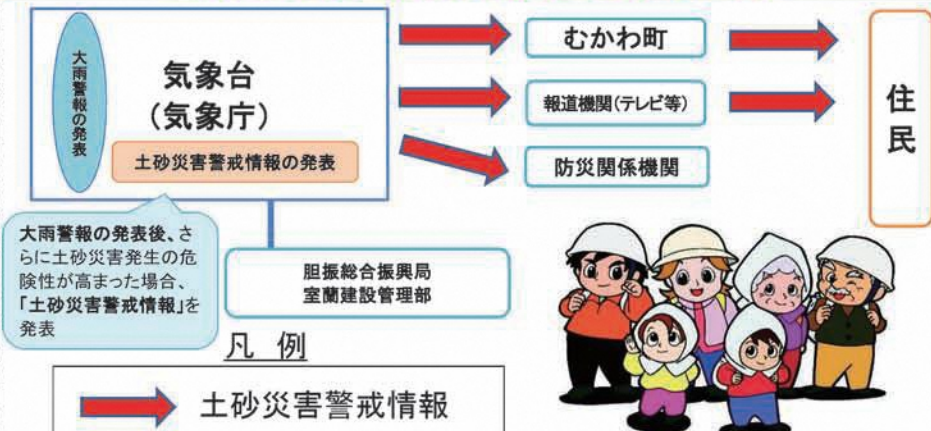 大雨警報の発表
気象台
(気象庁)
土砂災害警戒情報の発表
むかわ町
報道機関(テレビ等)
防災関係機関
住民
大雨警報の発表後、さ
らに土砂災害発生の危
険性が高まった場合、
「土砂災害警戒情報」を
発表
胆振総合振興局
室蘭建設管理部
凡例
土砂災害警戒情報